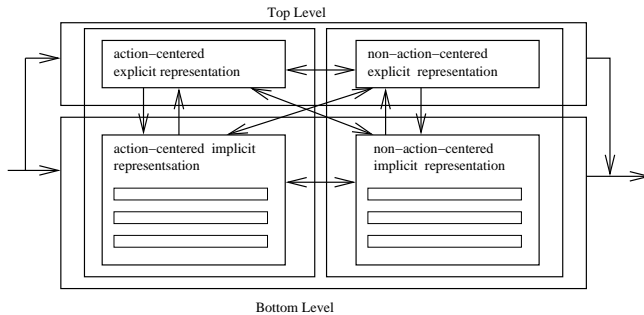 Top Level
action−centered
explicit representation
non−action−centered
explicit representation
action−centered implicit
representsation
non−action−centered
implicit representation
Bottom Level